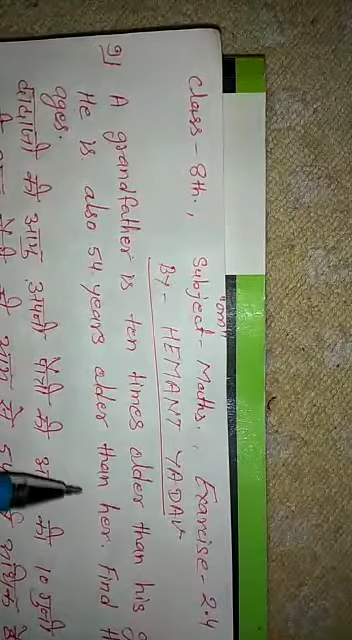 "om"
Class - 8th., Subject - Maths., Exercise - 2.4
By - HEMANT YADAV
9) A grandfather is ten times older than his
He is also 54 years older than her. Find
ages.
दादाजी की आयु अपनी पोती की की 10 गुनी